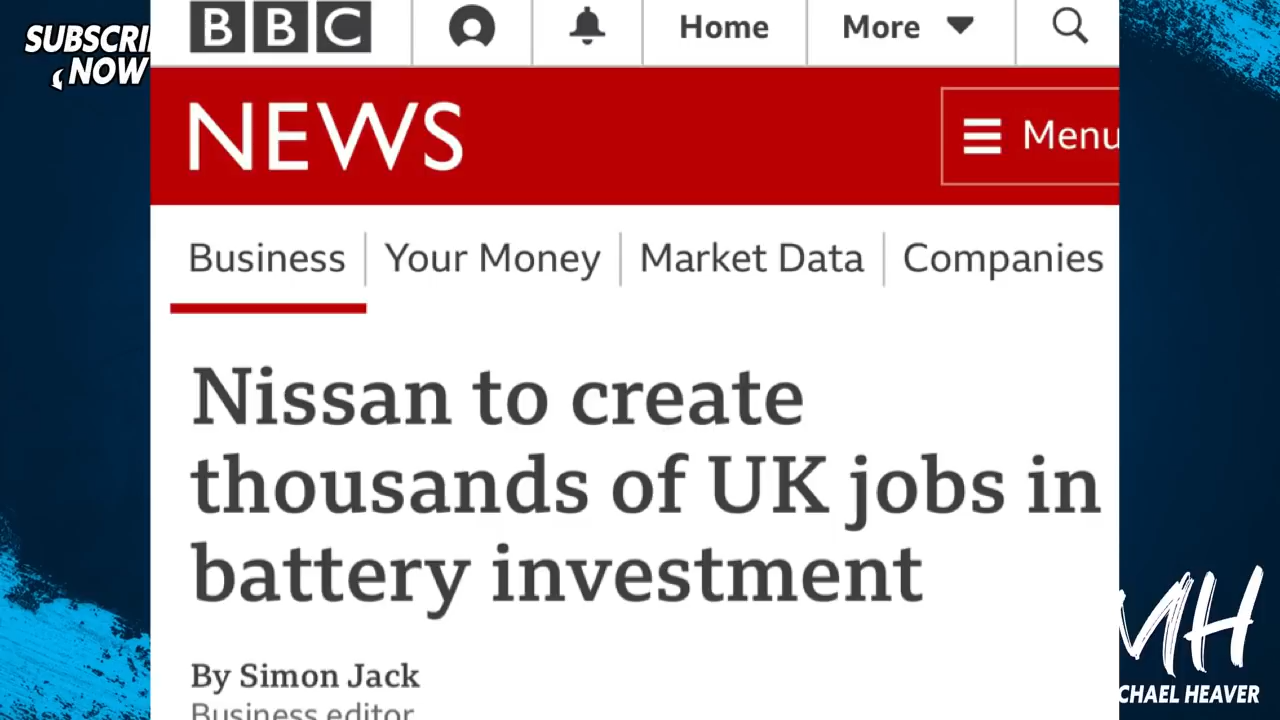 SUBSCRI
NOW
BBC
Home
More
NEWS
Menu
Business
Your Money
Market Data
Companies
Nissan to create
thousands of UK jobs in
battery investment
By Simon Jack
Business editor
MH
CHAEL HEAVER